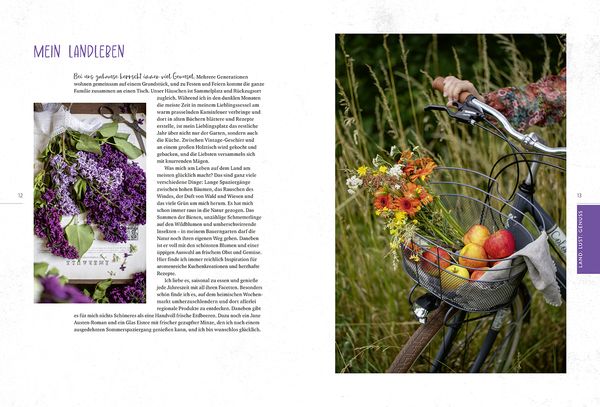 MEIN LANDLEBEN
Bei uns zuhause herrscht immer viel Genuss. Mehrere Generationen
wohnen gemeinsam auf einem Grundstück, und zu Festen und Feiern komme die ganze
Familie zusammen an einen Tisch. Unser Häuschen ist Sammelplatz und Rückzugsort
zugleich. Während ich in den dunklen Monaten
die meiste Zeit in meinem Lieblingssessel am
warm prasselnden Kaminfeuer verbringe und
dort in alten Büchern blättere und Rezepte
erstelle, ist mein Lieblingsplatz das restliche
Jahr über nicht nur der Garten, sondern auch
die Küche. Zwischen Vintage-Geschirr und
an einem großen Holztisch wird gekocht und
gebacken, und die Liebsten versammeln sich
mit knurrenden Mägen.
Was mich am Leben auf dem Land am
meisten glücklich macht? Das sind ganz viele
verschiedene Dinge: Lange Spaziergänge
zwischen hohen Bäumen, das Rauschen des
Windes, der Duft von Wald und Wiesen und
das viele Grün um mich herum. Es hat mich
schon immer raus in die Natur gezogen. Das
Summen der Bienen, unzählige Schmetterlinge
auf den Wildblumen und umherschwirrende
Insekten – in meinem Bauerngarten darf die
Natur noch ihren eigenen Weg gehen. Daneben
ist er voll mit den schönsten Blumen und einer
üppigen Auswahl an frischem Obst und Gemüse.
Hier finde ich immer reichlich Inspiration für
aromenreiche Kuchenkreationen und herzhafte
Rezepte.
Ich liebe es, saisonal zu essen und genieße
jede Jahreszeit mit all ihren Facetten. Besonders
schön finde ich es, auf dem heimischen Wochen-
markt umherzuschlendern und dort allerlei
regionale Produkte zu entdecken. Daneben gibt
es für mich nichts Schöneres als eine Handvoll frische Erdbeeren. Dazu noch ein Jane
Austen-Roman und ein Glas Eistee mit frischer gezupfter Minze, den ich nach einem
ausgedehnten Sommerspaziergang genießen kann, und ich bin wunschlos glücklich.
12
13
LAND LUST GENUSS